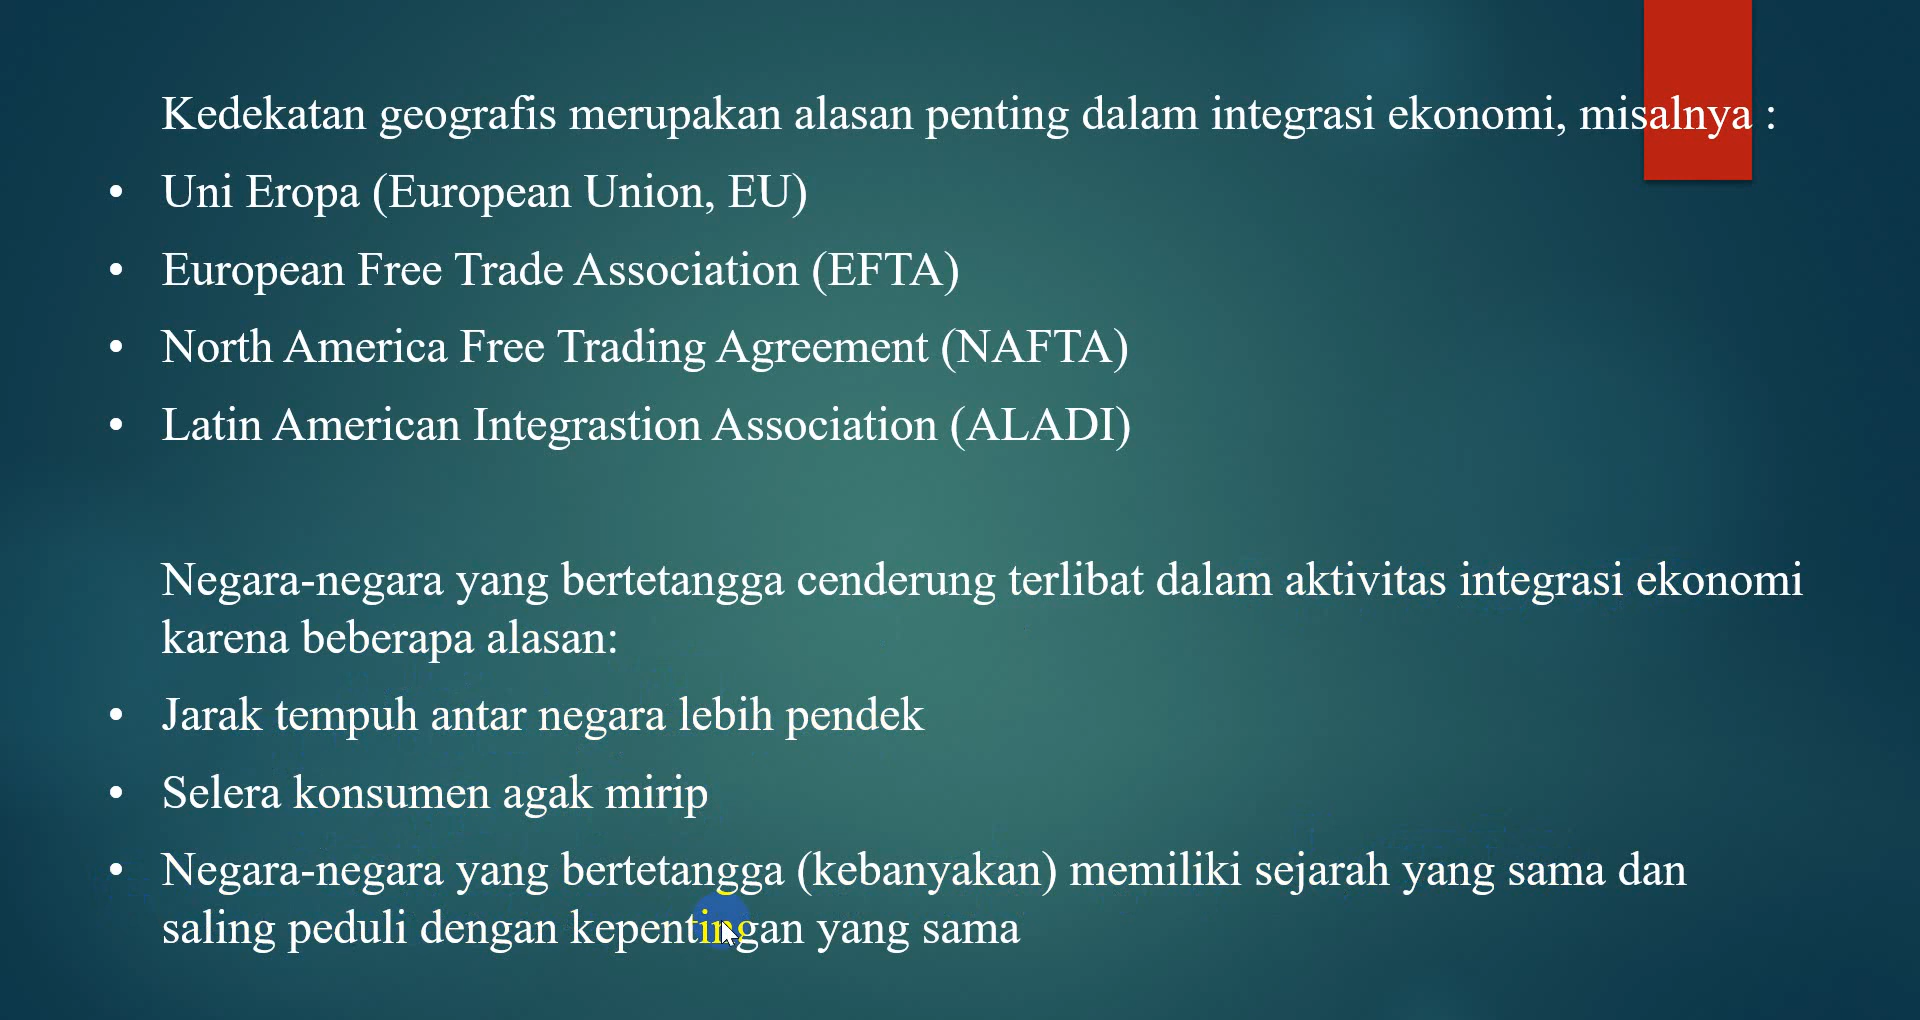 Kedekatan geografis merupakan alasan penting dalam integrasi ekonomi, misalnya :
• Uni Eropa (European Union, EU)
• European Free Trade Association (EFTA)
• North America Free Trading Agreement (NAFTA)
• Latin American Integrastion Association (ALADI)
Negara-negara yang bertetangga cenderung terlibat dalam aktivitas integrasi ekonomi
karena beberapa alasan:
• Jarak tempuh antar negara lebih pendek
• Selera konsumen agak mirip
• Negara-negara yang bertetangga (kebanyakan) memiliki sejarah yang sama dan
saling peduli dengan kepentingan yang sama